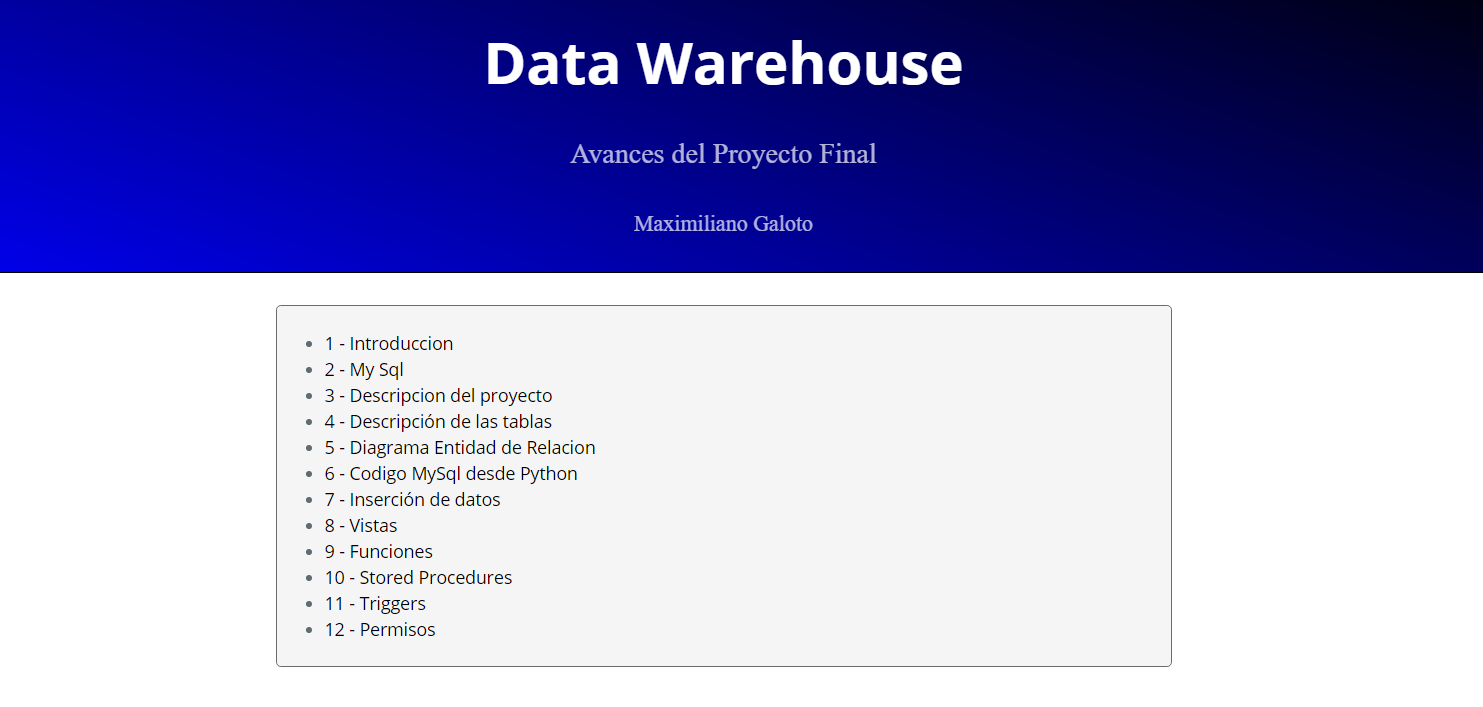 Data Warehouse
Avances del Proyecto Final
Maximiliano Galoto
1 - Introduccion
2 - My Sql
3 - Descripcion del proyecto
4 - Descripción de las tablas
5 - Diagrama Entidad de Relacion
6 - Codigo MySql desde Python
7 - Inserción de datos
8 - Vistas
9 - Funciones
10 - Stored Procedures
11 - Triggers
12 - Permisos